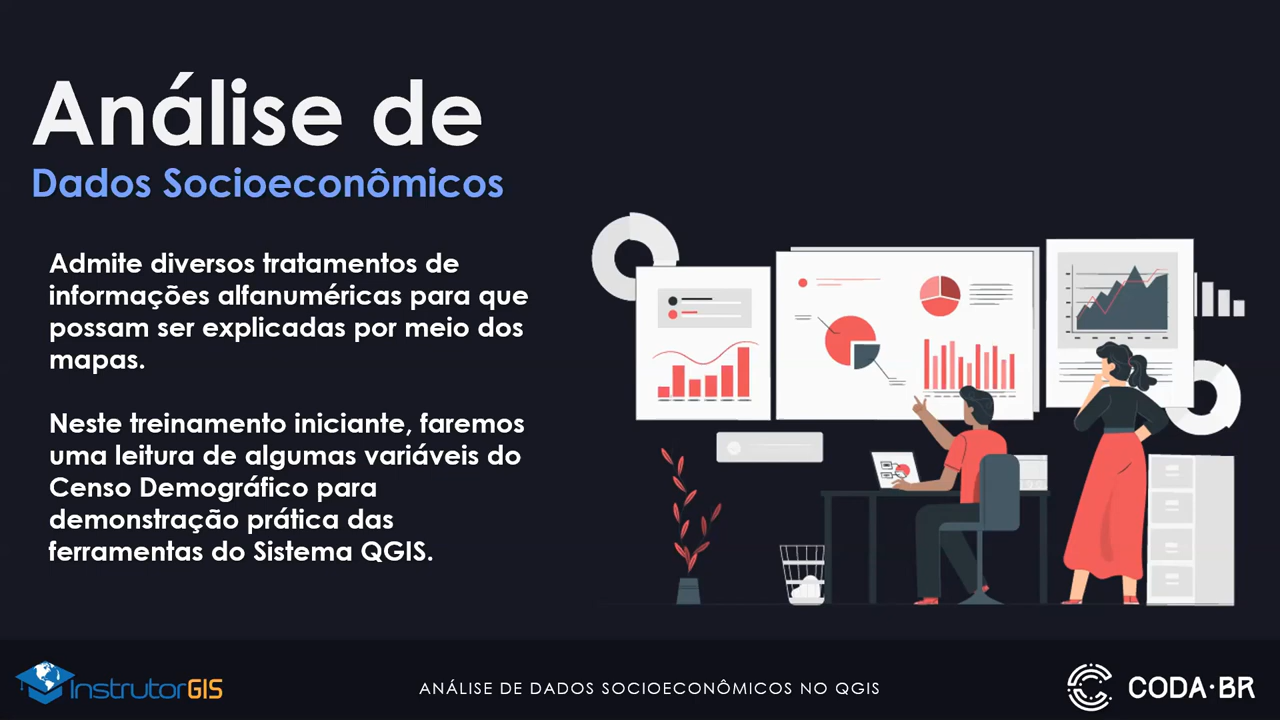 Análise de
Dados Socioeconômicos
Admite diversos tratamentos de
informações alfanuméricas para que
possam ser explicadas por meio dos
mapas.
Neste treinamento iniciante, faremos
uma leitura de algumas variáveis do
Censo Demográfico para
demonstração prática das
ferramentas do Sistema QGIS.
InstrutorGIS
ANÁLISE DE DADOS SOCIOECONÔMICOS NO QGIS
CODA·BR